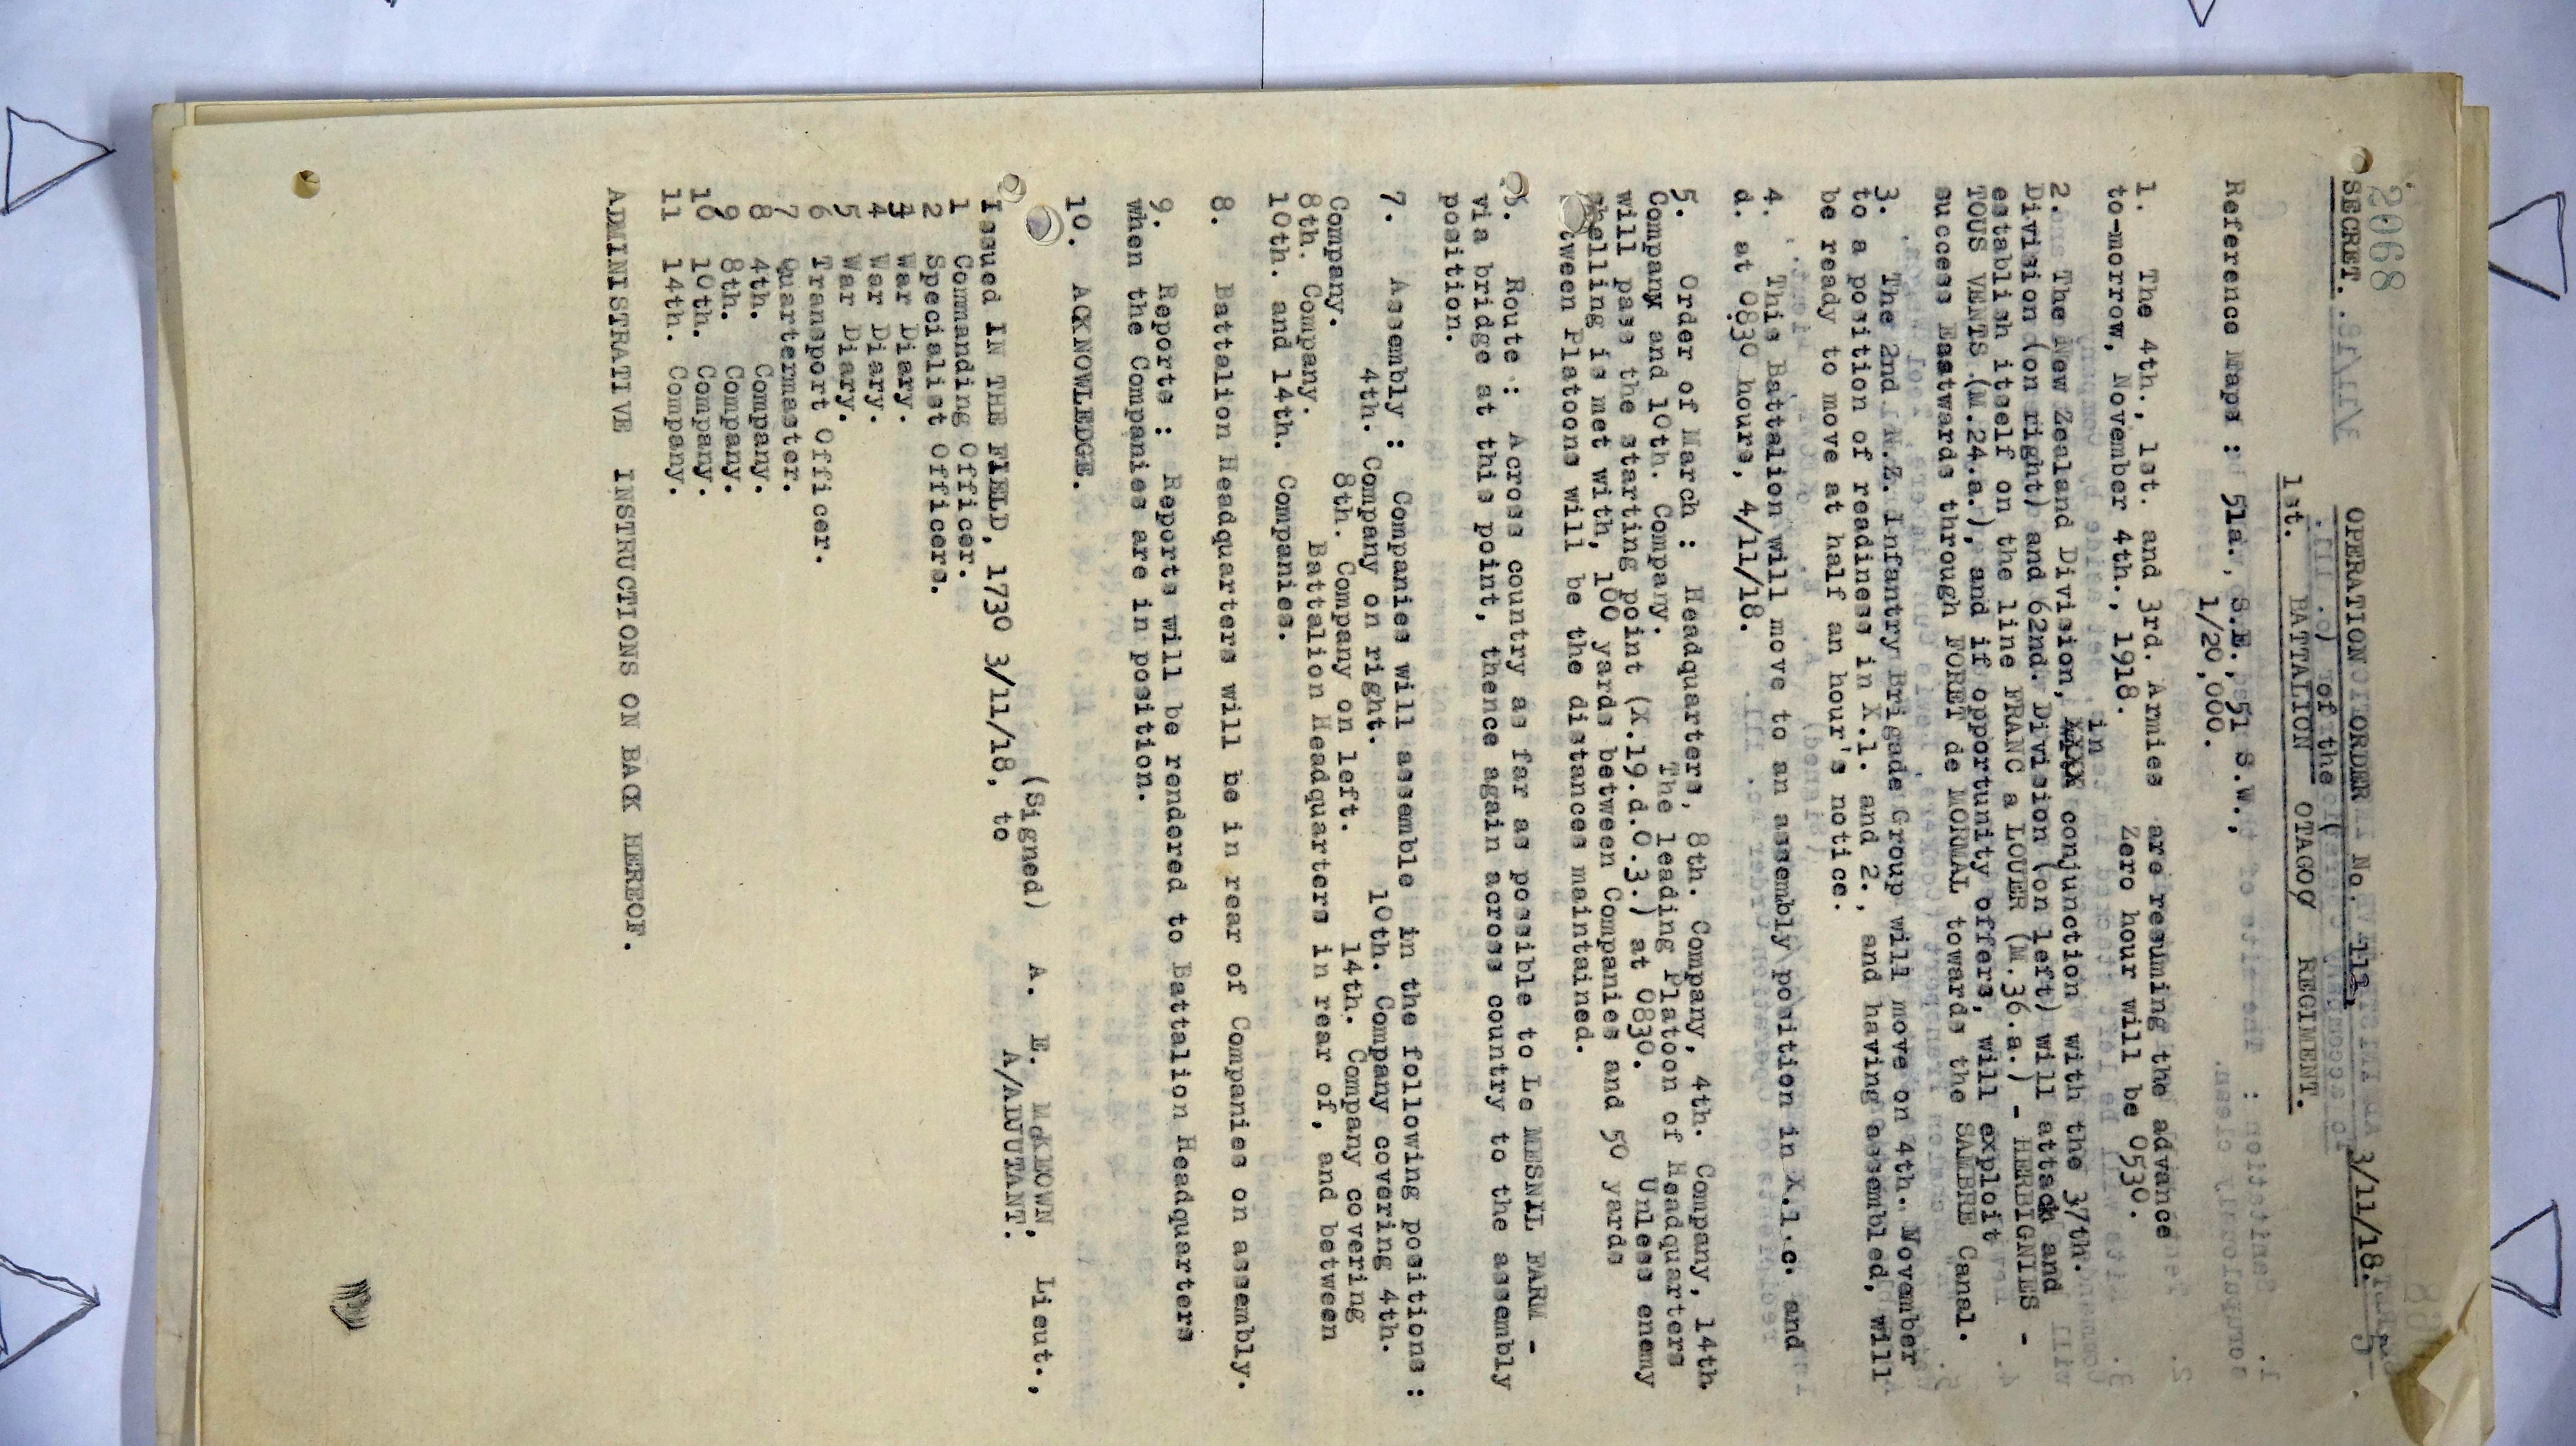 2068
SECRET.
OPERATION ORDER No. 112, 3/11/18.
of the
1st. BATTALION OTAGO REGIMENT.
Reference Maps : 51a., S.E., 51 S.W.,
1/20,000.
1. The 4th., 1st. and 3rd. Armies are resuming the advance
to-morrow, November 4th., 1918. Zero hour will be 0530.
in
2. The New Zealand Division, XXXX conjunction with the 37th.
Division (on right) and 62nd. Division (on left) will attack and
establish itself on the line FRANC a LOUER (M.36.a.) - HERBIGNIES -
TOUS VENTS (M.24.a.), and if opportunity offers, will exploit
success Eastwards through FORET de MORMAL towards the SAMBRE Canal.
3. The 2nd N.Z. Infantry Brigade Group will move on 4th. November
to a position of readiness in X.1. and 2., and having assembled, will
be ready to move at half an hour's notice.
4. This Battalion will move to an assembly position in X.1.c. and
d. at 0830 hours, 4/11/18.
5. Order of March : Headquarters, 8th. Company, 4th. Company, 14th
Company and 10th. Company. The leading Platoon of Headquarters
will pass the starting point (X.19.d.0.3.) at 0830. Unless enemy
shelling is met with, 100 yards between Companies and 50 yards
between Platoons will be the distances maintained.
6. Route : Across country as far as possible to Le MESNIL FARM -
via bridge at this point, thence again across country to the assembly
position.
7. Assembly : Companies will assemble in the following positions :
4th. Company on right. 10th. Company covering 4th.
Company. 8th. Company on left. 14th. Company covering
8th. Company. Battalion Headquarters in rear of, and between
10th. and 14th. Companies.
8. Battalion Headquarters will be in rear of Companies on assembly.
9. Reports : Reports will be rendered to Battalion Headquarters
when the Companies are in position.
10. ACKNOWLEDGE.
(Signed) A. E. McKEOWN, Lieut.,
A/ADJUTANT.
Issued IN THE FIELD, 1730 3/11/18, to
1 Commanding Officer.
2 Specialist Officers.
3 War Diary.
4 War Diary.
5 War Diary.
6 Transport Officer.
7 Quartermaster.
8 4th. Company.
9 8th. Company.
10 10th. Company.
11 14th. Company.
ADMINISTRATIVE INSTRUCTIONS ON BACK HEREOF.